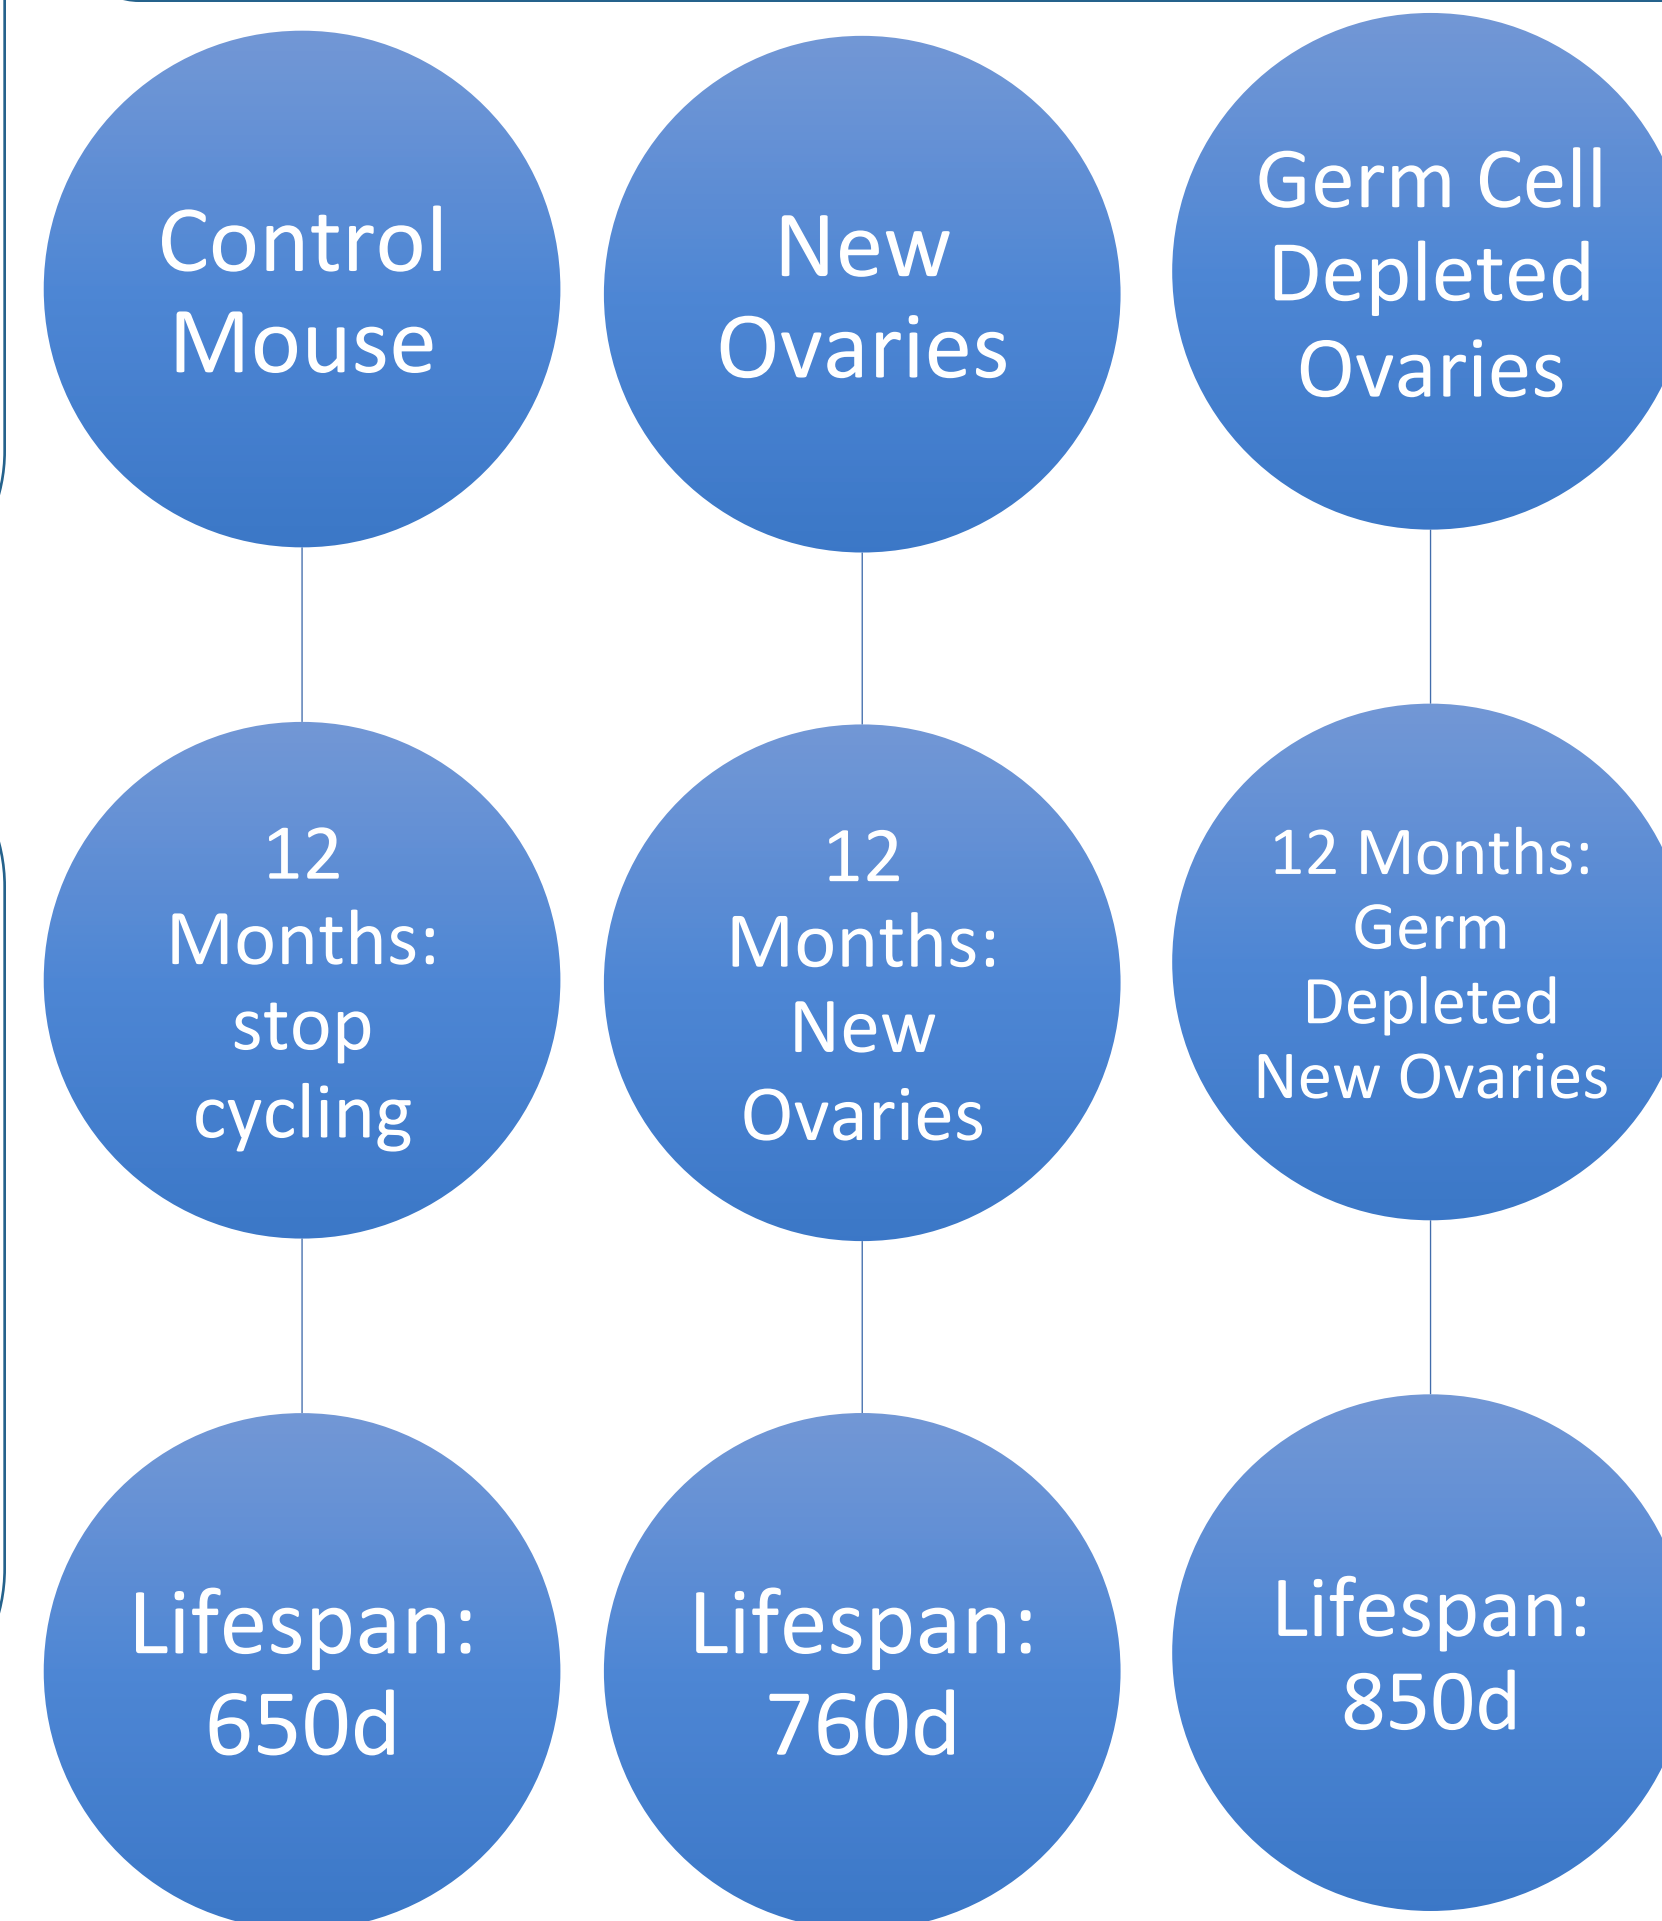 Control
Mouse
New
Ovaries
Germ Cell
Depleted
Ovaries
12
Months:
stop
cycling
12
Months:
New
Ovaries
12 Months:
Germ
Depleted
New Ovaries
Lifespan:
650d
Lifespan:
760d
Lifespan:
850d